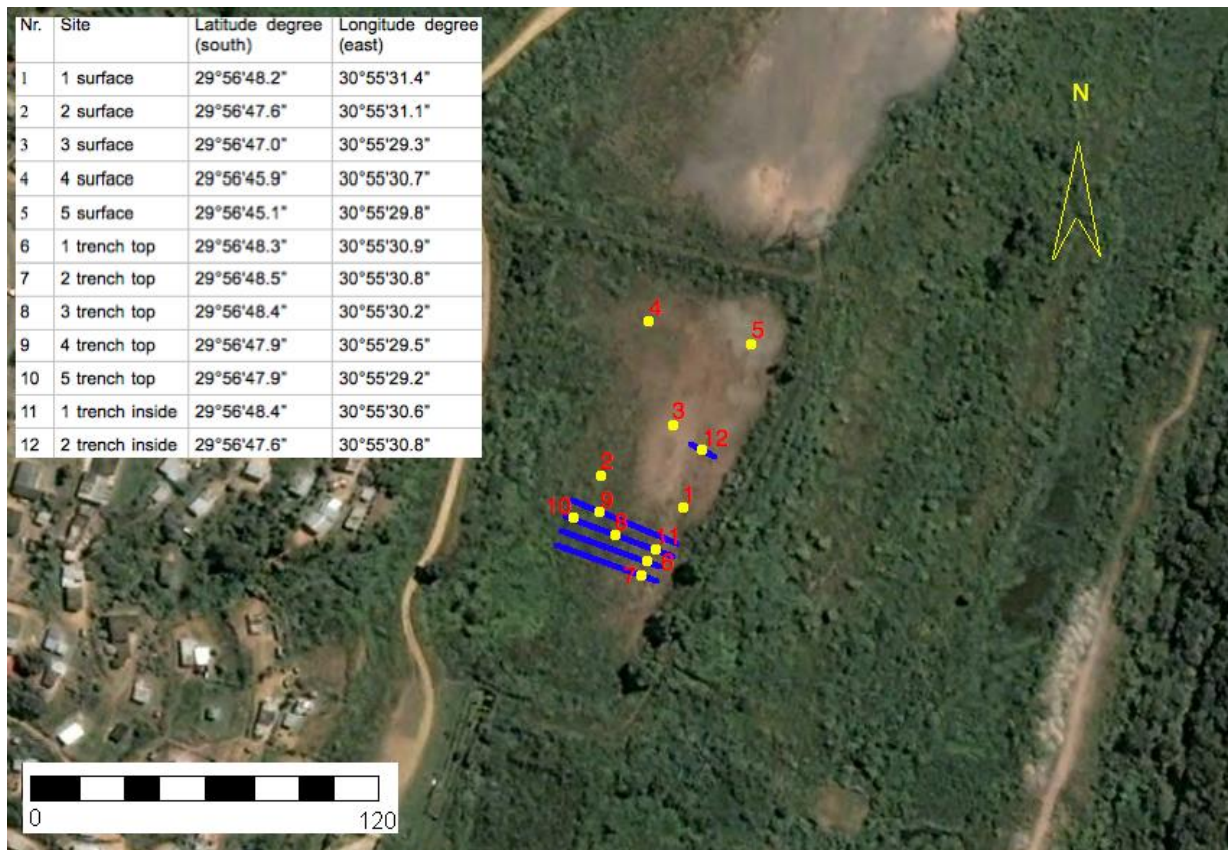 Nr. Site Latitude degree Longitude degree
(south) (east)
1 1 surface 29°56'48.2" 30°55'31.4"
2 2 surface 29°56'47.6" 30°55'31.1"
3 3 surface 29°56'47.0" 30°55'29.3"
4 4 surface 29°56'45.9" 30°55'30.7"
5 5 surface 29°56'45.1" 30°55'29.8"
6 1 trench top 29°56'48.3" 30°55'30.9"
7 2 trench top 29°56'48.5" 30°55'30.8"
8 3 trench top 29°56'48.4" 30°55'30.2"
9 4 trench top 29°56'47.9" 30°55'29.5"
10 5 trench top 29°56'47.9" 30°55'29.2"
11 1 trench inside 29°56'48.4" 30°55'30.6"
12 2 trench inside 29°56'47.6" 30°55'30.8"
N
4
5
3
12
2
1
9
10
8
11
6
7
0 120